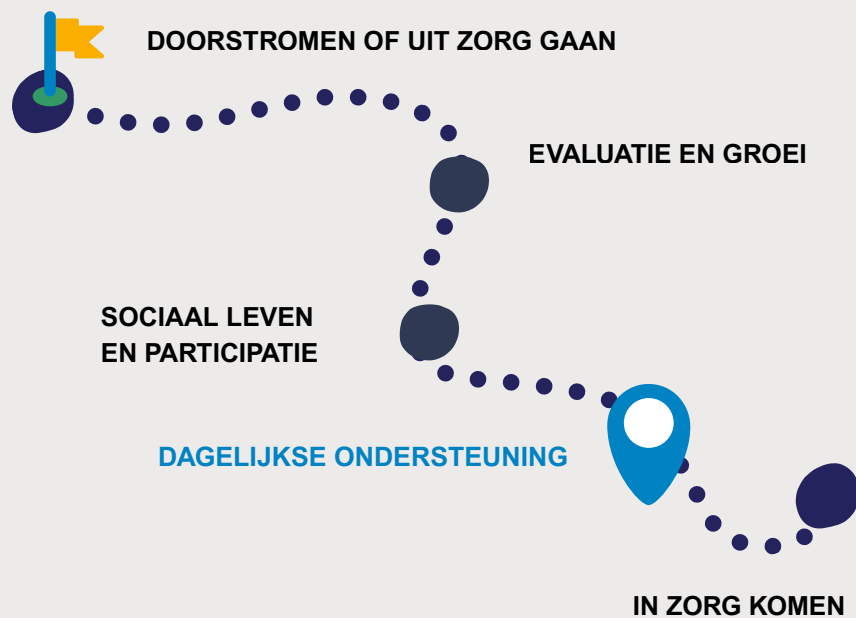 DOORSTROMEN OF UIT ZORG GAAN
EVALUATIE EN GROEI
SOCIAAL LEVEN
EN PARTICIPATIE
DAGELIJKSE ONDERSTEUNING
IN ZORG KOMEN